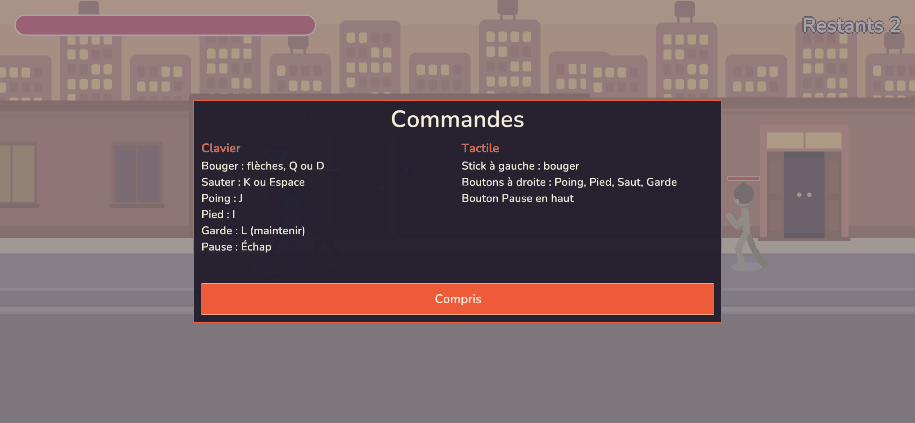 Restants 2
Commandes
Clavier
Bouger : flèches, Q ou D
Sauter : K ou Espace
Poing : J
Pied : I
Garde : L (maintenir)
Pause : Échap
Tactile
Stick à gauche : bouger
Boutons à droite : Poing, Pied, Saut, Garde
Bouton Pause en haut
Compris